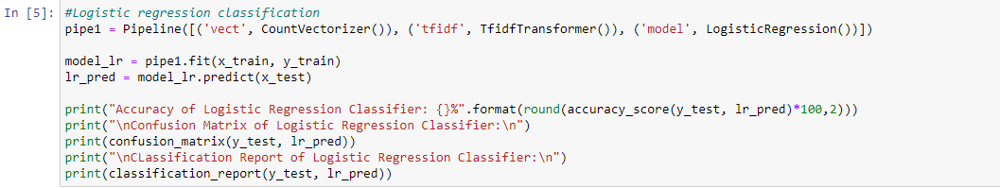 In [5]: #Logistic regression classification
pipe1 = Pipeline([('vect', CountVectorizer()), ('tfidf', TfidfTransformer()), ('model', LogisticRegression())])
model_lr = pipe1.fit(x_train, y_train)
lr_pred = model_lr.predict(x_test)
print("Accuracy of Logistic Regression Classifier: {}%".format(round(accuracy_score(y_test, lr_pred)*100,2)))
print("\nConfusion Matrix of Logistic Regression Classifier:\n")
print(confusion_matrix(y_test, lr_pred))
print("\nCLassification Report of Logistic Regression Classifier:\n")
print(classification_report(y_test, lr_pred))